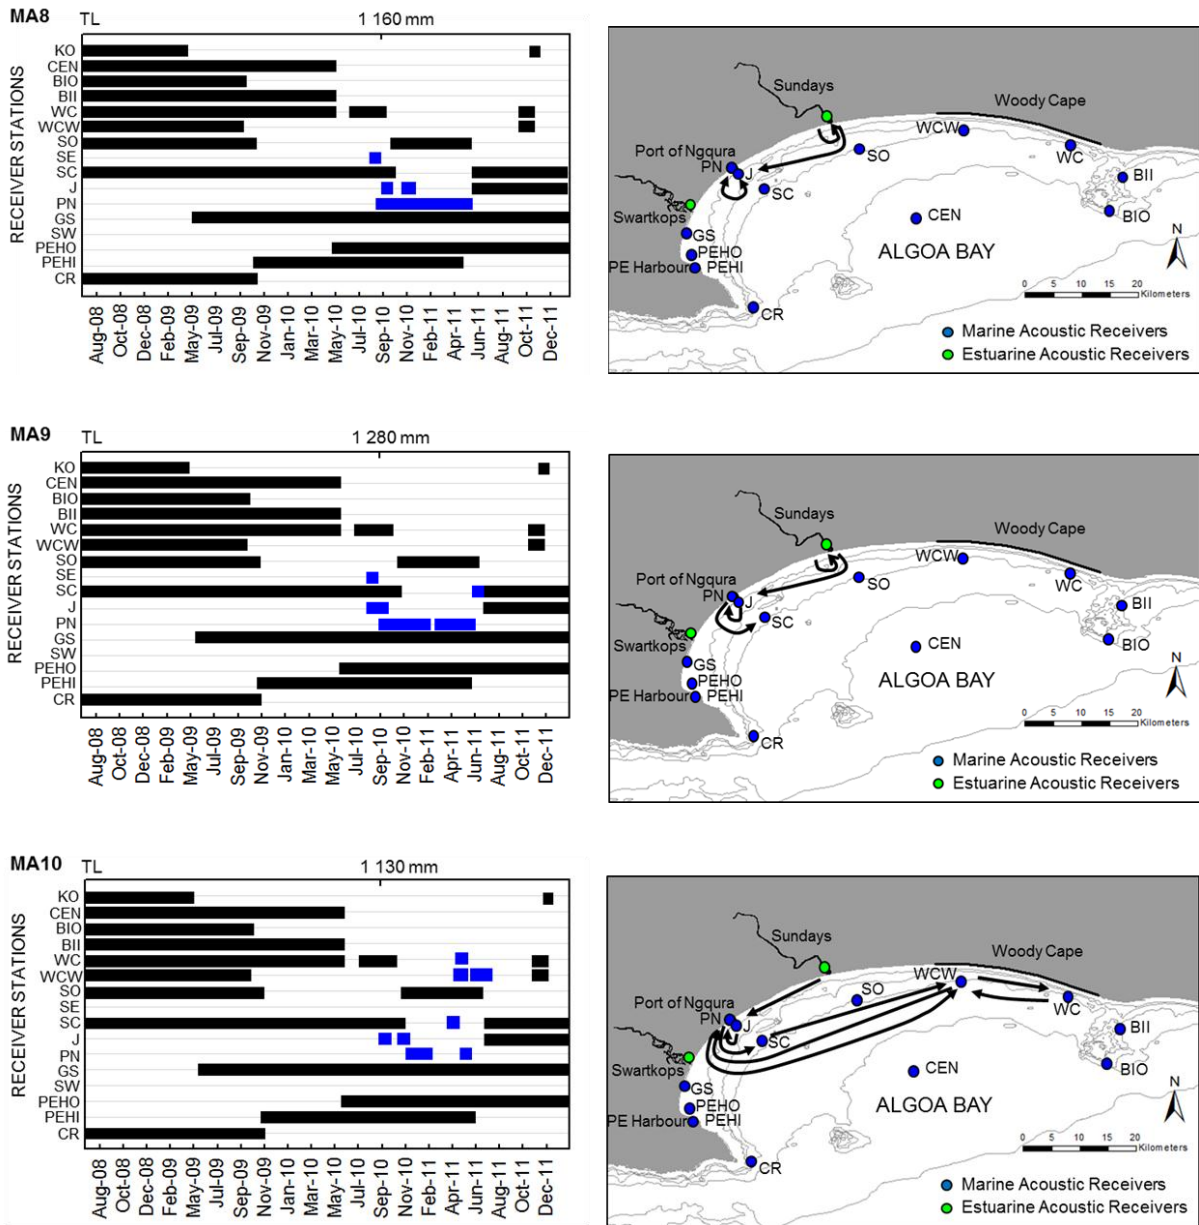 MA8
TL
1 160 mm
RECEIVER STATIONS
KO
CEN
BIO
BII
WC
WCW
SO
SE
SC
J
PN
GS
SW
PEHO
PEHI
CR
Aug-08
Oct-08
Dec-08
Feb-09
May-09
Jul-09
Sep-09
Nov-09
Jan-10
Mar-10
May-10
Jul-10
Sep-10
Nov-10
Feb-11
Apr-11
Jun-11
Aug-11
Oct-11
Dec-11
Sundays
Woody Cape
WCW
WC
Port of Ngqura
PN
J
SO
SC
BII
BIO
Swartkops
CEN
GS
PEHO
ALGOA BAY
N
PE Harbour
PEHI
0 5 10 15 20
Kilometers
CR
Marine Acoustic Receivers
Estuarine Acoustic Receivers
MA9
TL
1 280 mm
RECEIVER STATIONS
KO
CEN
BIO
BII
WC
WCW
SO
SE
SC
J
PN
GS
SW
PEHO
PEHI
CR
Aug-08
Oct-08
Dec-08
Feb-09
May-09
Jul-09
Sep-09
Nov-09
Jan-10
Mar-10
May-10
Jul-10
Sep-10
Nov-10
Feb-11
Apr-11
Jun-11
Aug-11
Oct-11
Dec-11
Sundays
Woody Cape
WCW
WC
Port of Ngqura
PN
J
SO
SC
BII
BIO
Swartkops
CEN
GS
PEHO
ALGOA BAY
N
PE Harbour
PEHI
0 5 10 15 20
Kilometers
CR
Marine Acoustic Receivers
Estuarine Acoustic Receivers
MA10
TL
1 130 mm
RECEIVER STATIONS
KO
CEN
BIO
BII
WC
WCW
SO
SE
SC
J
PN
GS
SW
PEHO
PEHI
CR
Aug-08
Oct-08
Dec-08
Feb-09
May-09
Jul-09
Sep-09
Nov-09
Jan-10
Mar-10
May-10
Jul-10
Sep-10
Nov-10
Feb-11
Apr-11
Jun-11
Aug-11
Oct-11
Dec-11
Sundays
Woody Cape
WCW
WC
Port of Ngqura
PN
J
SO
SC
BII
BIO
Swartkops
CEN
GS
PEHO
ALGOA BAY
N
PE Harbour
PEHI
0 5 10 15 20
Kilometers
CR
Marine Acoustic Receivers
Estuarine Acoustic Receivers